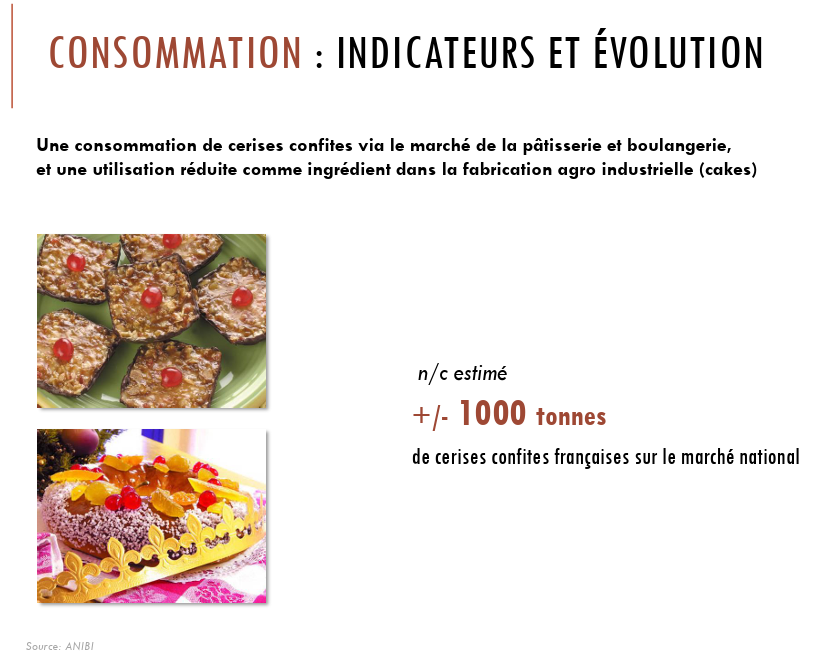 CONSOMMATION : INDICATEURS ET ÉVOLUTION
Une consommation de cerises confites via le marché de la pâtisserie et boulangerie,
et une utilisation réduite comme ingrédient dans la fabrication agro industrielle (cakes)
n/c estimé
+/- 1000 tonnes
de cerises confites françaises sur le marché national
Source: ANIBI